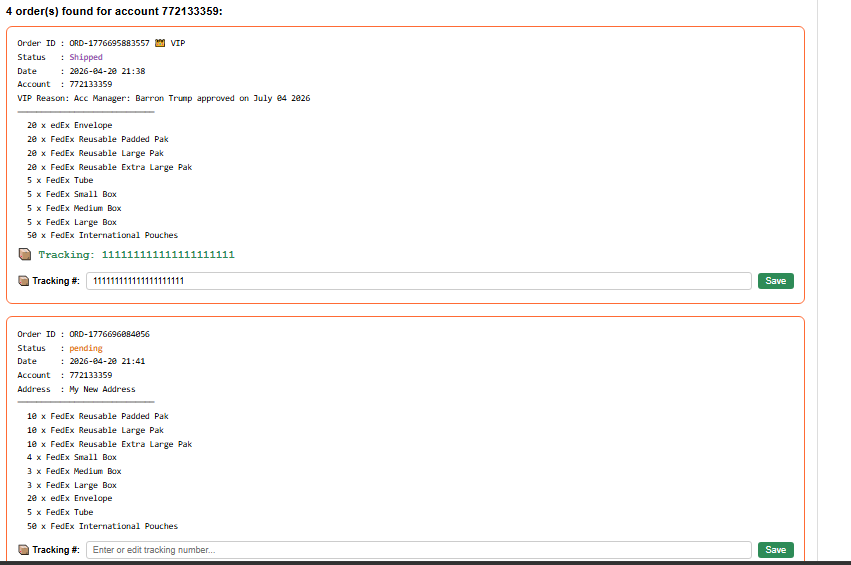 4 order(s) found for account 772133359:
Order ID : ORD-1776695883557 VIP
Status : Shipped
Date : 2026-04-20 21:38
Account : 772133359
VIP Reason: Acc Manager: Barron Trump approved on July 04 2026
20 x edEx Envelope
20 x FedEx Reusable Padded Pak
20 x FedEx Reusable Large Pak
20 x FedEx Reusable Extra Large Pak
5 x FedEx Tube
5 x FedEx Small Box
5 x FedEx Medium Box
5 x FedEx Large Box
50 x FedEx International Pouches
Tracking: 111111111111111111111
Tracking #: 111111111111111111111 Save
Order ID : ORD-1776696084056
Status : pending
Date : 2026-04-20 21:41
Account : 772133359
Address : My New Address
10 x FedEx Reusable Padded Pak
10 x FedEx Reusable Large Pak
10 x FedEx Reusable Extra Large Pak
4 x FedEx Small Box
3 x FedEx Medium Box
3 x FedEx Large Box
20 x edEx Envelope
5 x FedEx Tube
50 x FedEx International Pouches
Tracking #: Enter or edit tracking number... Save